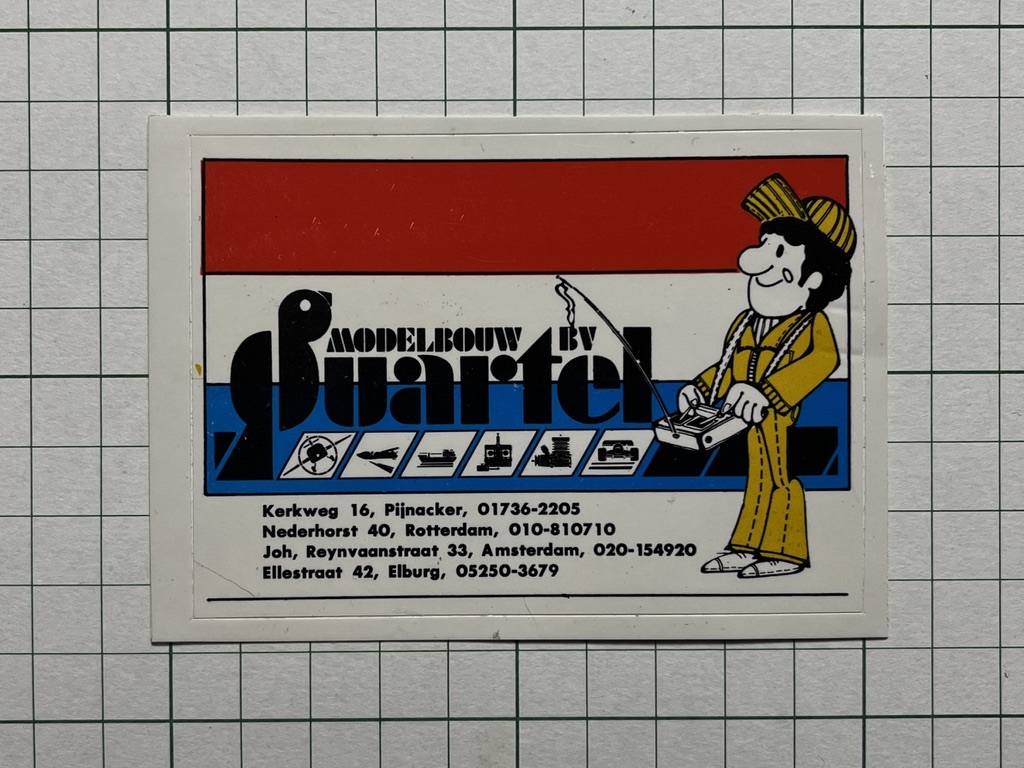 MODELBOUW BV
Quartel
Kerkweg 16, Pijnacker, 01736-2205
Nederhorst 40, Rotterdam, 010-810710
Joh, Reynvaanstraat 33, Amsterdam, 020-154920
Ellestraat 42, Elburg, 05250-3679